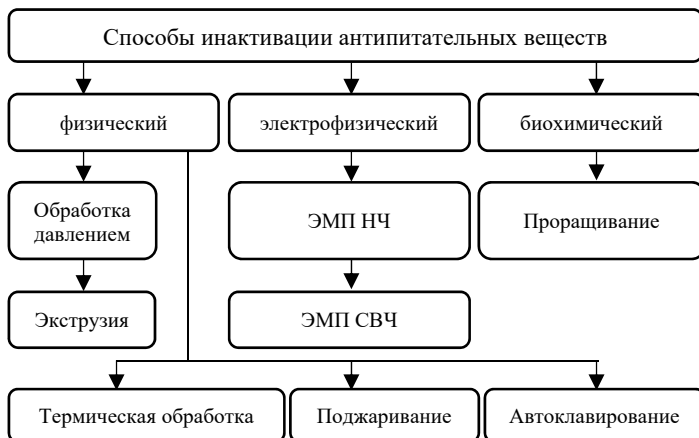 Способы инактивации антипитательных веществ
физический
электрофизический
биохимический
Обработка
давлением
ЭМП НЧ
Проращивание
Экструзия
ЭМП СВЧ
Термическая обработка
Поджаривание
Автоклавирование